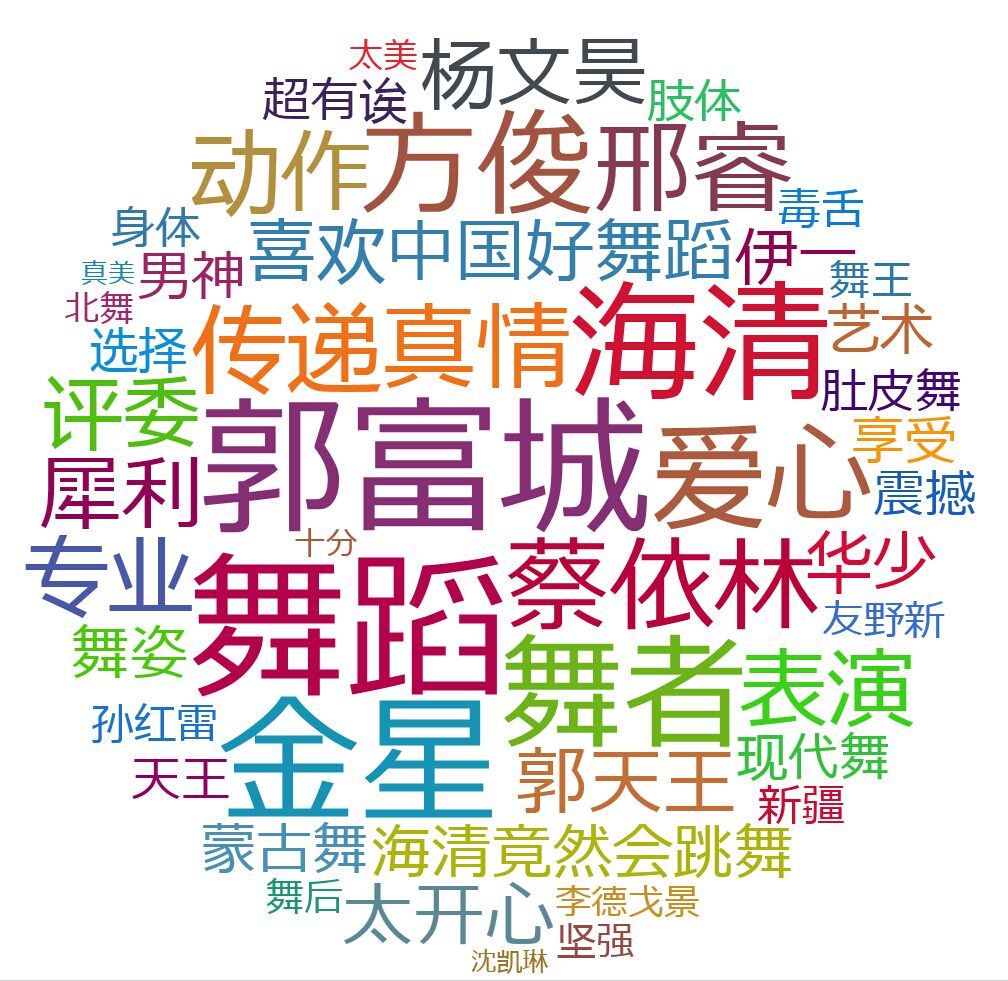 太美
杨文昊
超有诶
肢体
动作
方俊
邢睿
毒舌
身体
喜欢中国好舞蹈
伊一
真美
男神
舞王
北舞
选择
传递真情
海清
艺术
评委
肚皮舞
郭富城
爱心
享受
犀利
震撼
十分
专业
舞蹈
蔡依林
华少
友野新
舞姿
舞者
表演
孙红雷
金星
现代舞
天王
郭天王
新疆
蒙古舞
海清竟然会跳舞
舞后
太开心
李德戈景
坚强
沈凯琳